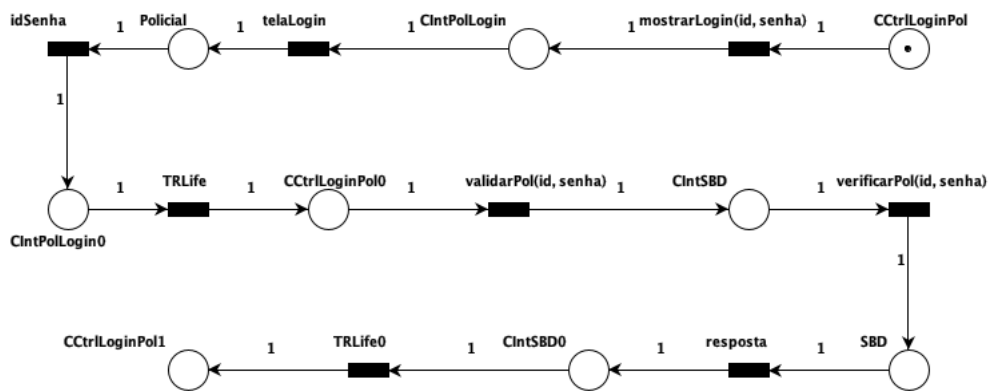 idSenha 1 Policial 1 telaLogin 1 CIntPolLogin 1 mostrarLogin(id, senha) 1 CCtrlLoginPol
1
1 TRLife 1 CCtrlLoginPol0 1 validarPol(id, senha) 1 CIntSBD 1 verificarPol(id, senha)
CIntPolLogin0
1
CCtrlLoginPol1 1 TRLife0 1 CIntSBD0 1 resposta 1 SBD